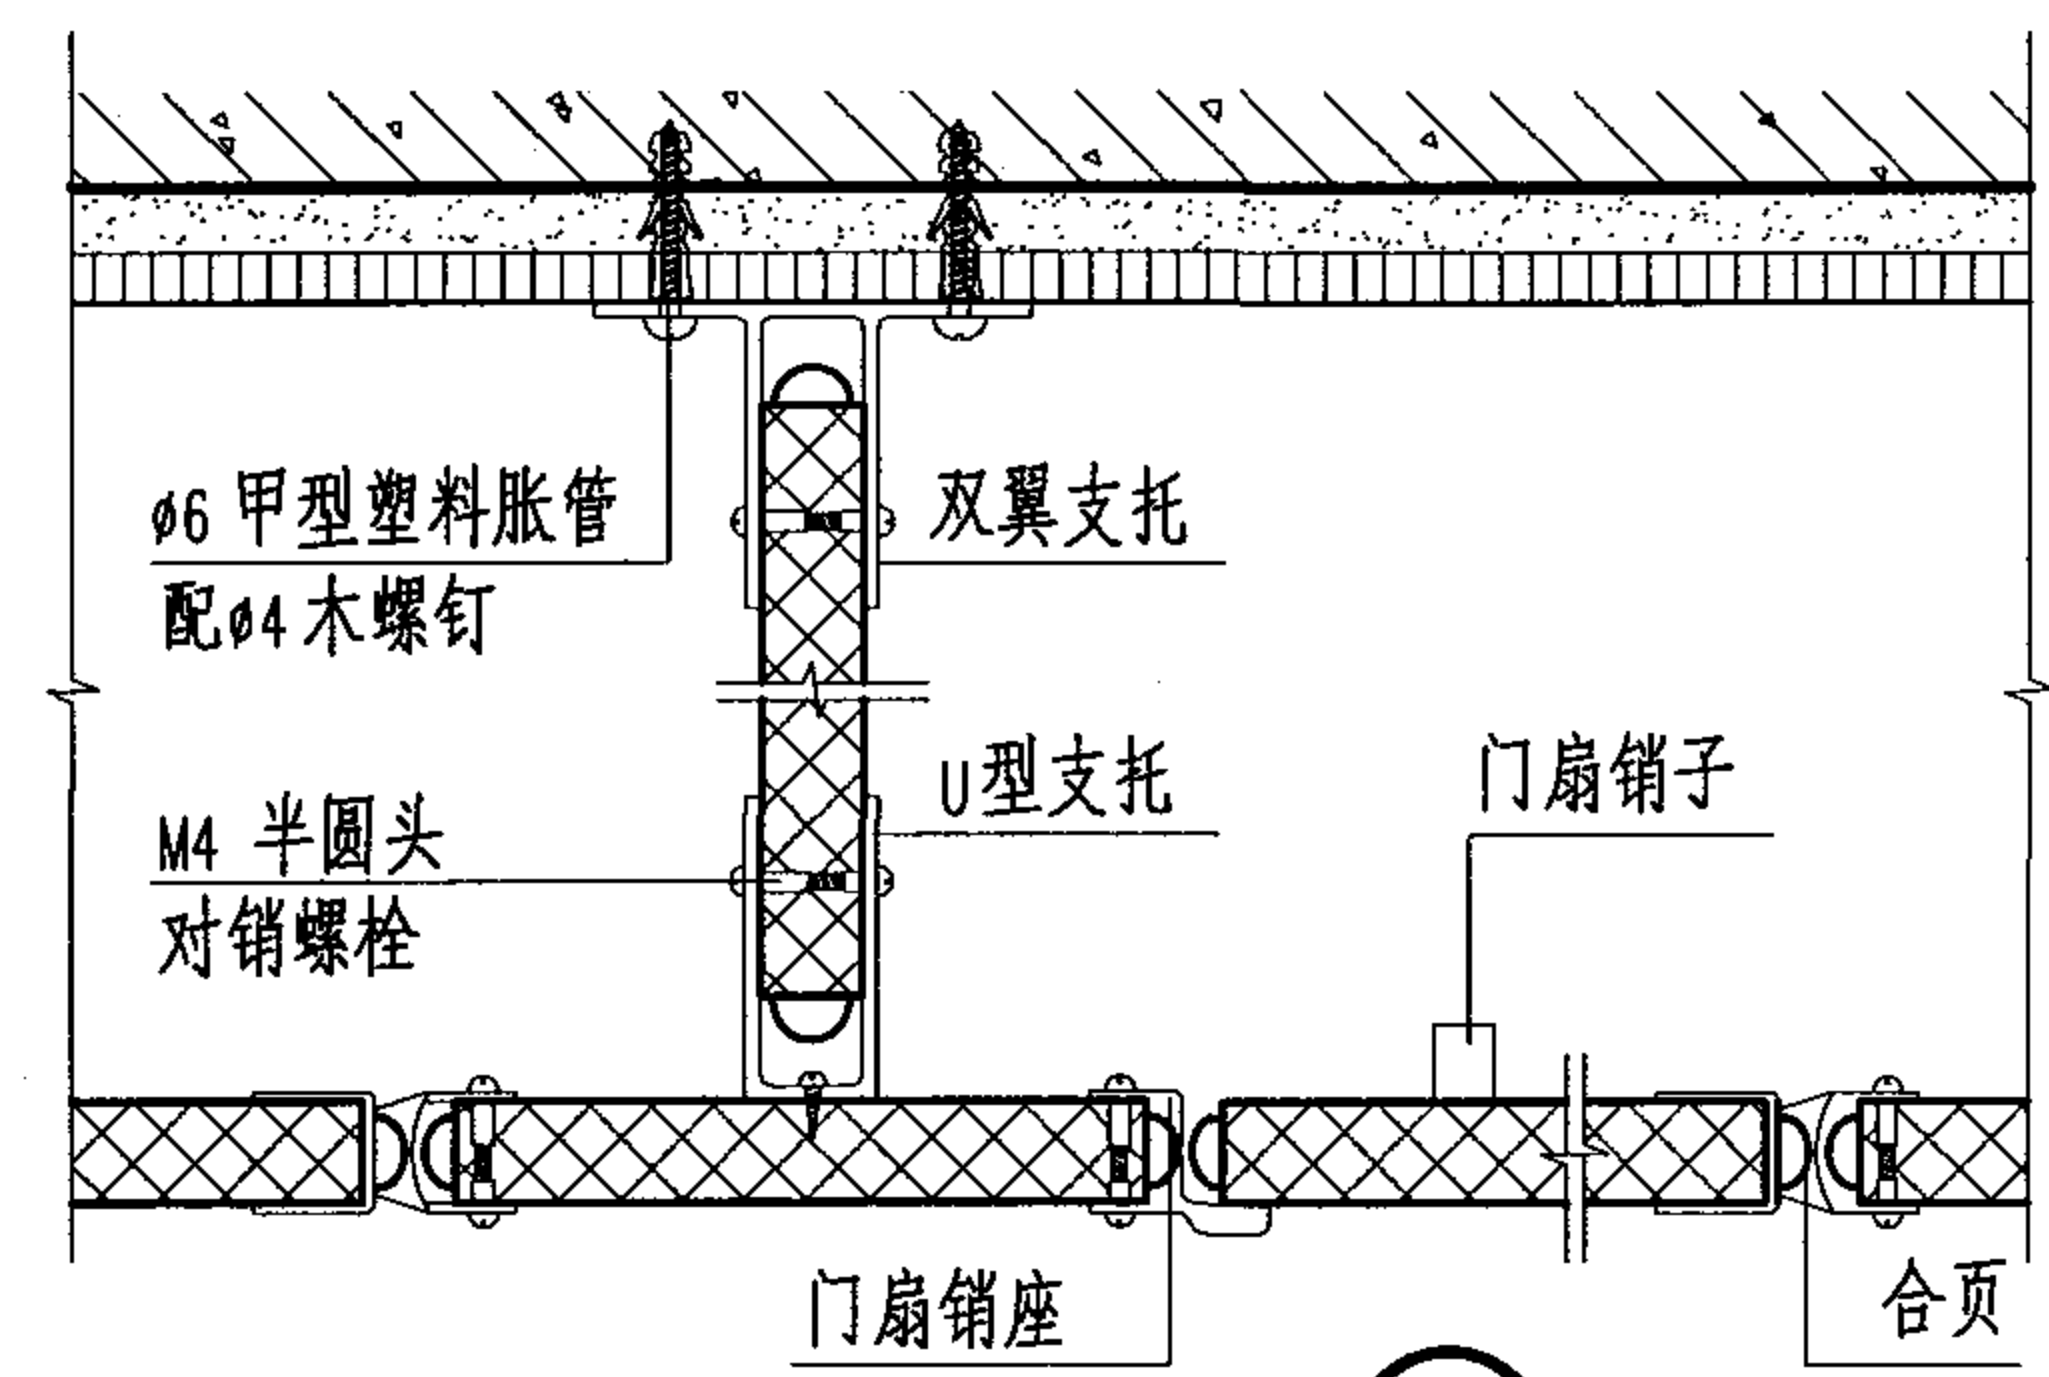 ø6 甲型塑料胀管
配ø4木螺钉
双翼支托
U型支托
门扇销子
M4 半圆头
对销螺栓
门扇销座
合页